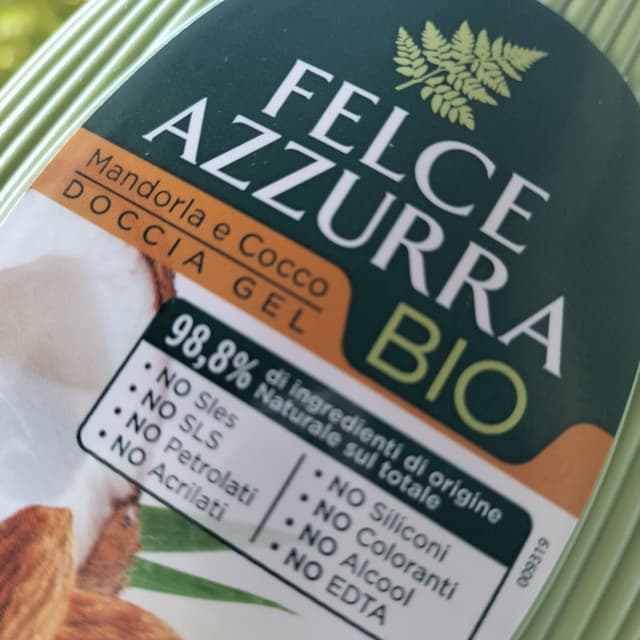 FELCE
AZZURRA
BIO
Mandorla e Cocco
DOCCIA GEL
98,8% di ingredienti di origine
Naturale sul totale
• NO Sles
• NO SLS
• NO Petrolati
• NO Acrilati
• NO Siliconi
• NO Coloranti
• NO Alcool
• NO EDTA